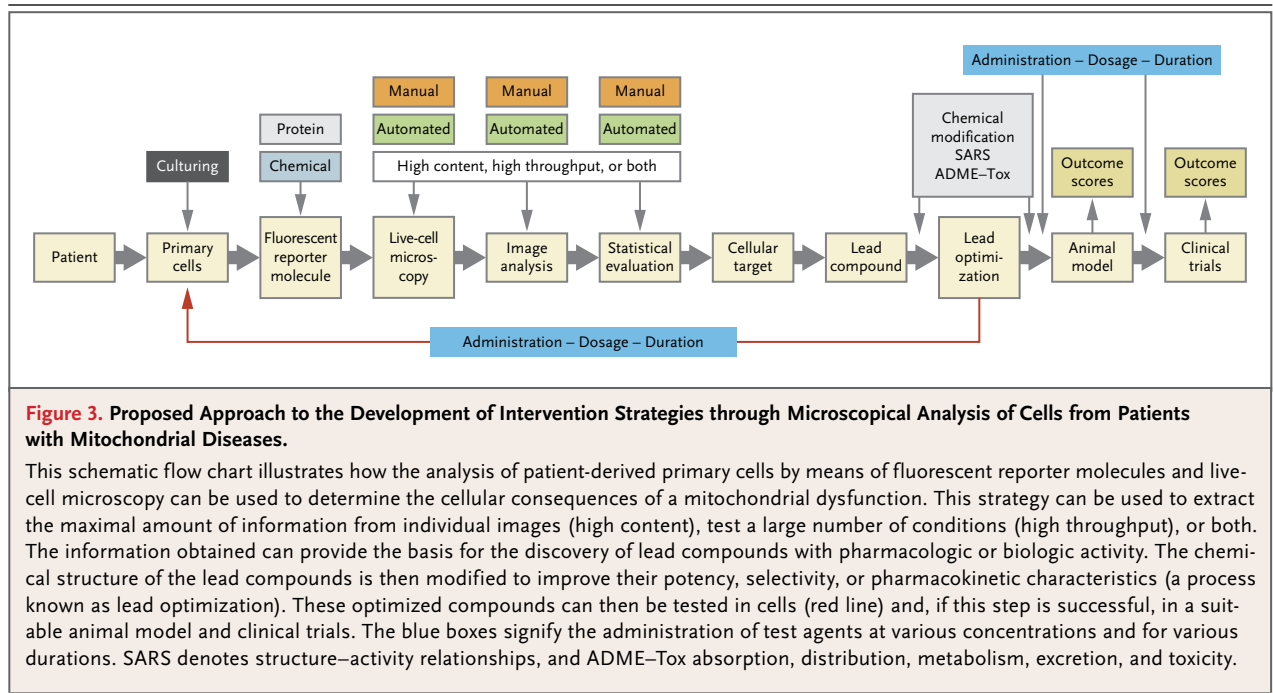 Administration – Dosage – Duration
Manual
Manual
Manual
Chemical
modification
SARS
ADME–Tox
Protein
Automated
Automated
Automated
Culturing
Chemical
High content, high throughput, or both
Outcome
scores
Outcome
scores
Patient
Primary
cells
Fluorescent
reporter
molecule
Live-cell
micros-
copy
Image
analysis
Statistical
evaluation
Cellular
target
Lead
compound
Lead
optimi-
zation
Animal
model
Clinical
trials
Administration – Dosage – Duration
Figure 3. Proposed Approach to the Development of Intervention Strategies through Microscopical Analysis of Cells from Patients
with Mitochondrial Diseases.
This schematic flow chart illustrates how the analysis of patient-derived primary cells by means of fluorescent reporter molecules and live-
cell microscopy can be used to determine the cellular consequences of a mitochondrial dysfunction. This strategy can be used to extract
the maximal amount of information from individual images (high content), test a large number of conditions (high throughput), or both.
The information obtained can provide the basis for the discovery of lead compounds with pharmacologic or biologic activity. The chemi-
cal structure of the lead compounds is then modified to improve their potency, selectivity, or pharmacokinetic characteristics (a process
known as lead optimization). These optimized compounds can then be tested in cells (red line) and, if this step is successful, in a suit-
able animal model and clinical trials. The blue boxes signify the administration of test agents at various concentrations and for various
durations. SARS denotes structure–activity relationships, and ADME–Tox absorption, distribution, metabolism, excretion, and toxicity.